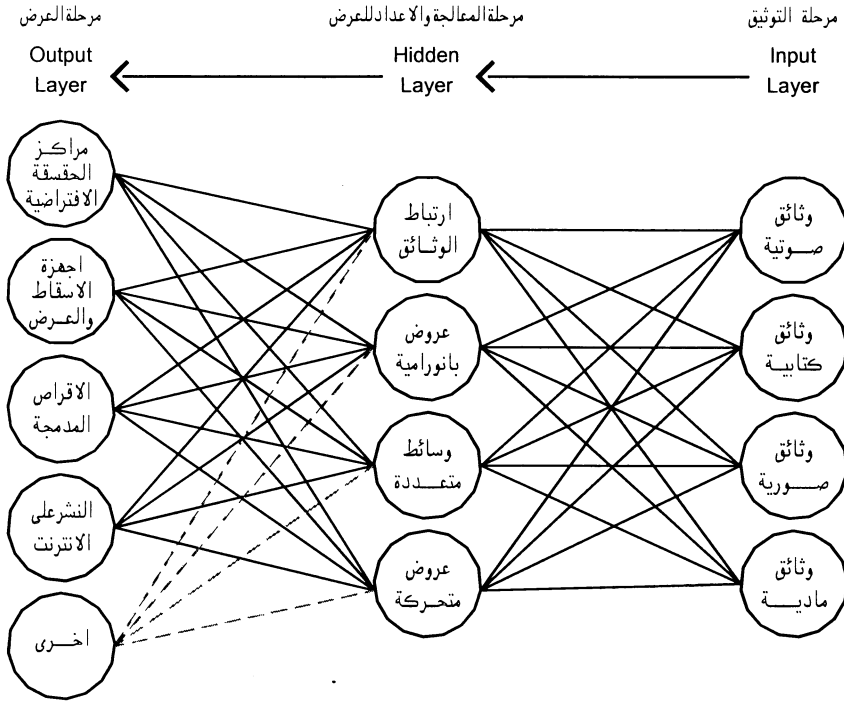 مرحلة التوثيق
Input
Layer
مرحلة المعالجة والاعداد للعرض
Hidden
Layer
مرحلة العرض
Output
Layer
وثائق
صوتية
وثائق
كتابية
وثائق
صورية
وثائق
مادية
ارتباط
الوثائق
عروض
بانورامية
وسائط
متعددة
عروض
متحركة
مراكز
الحقسقة
الافتراضية
اجهزة
الاسقاط
والعرض
الاقراص
المدمجة
النشر على
الانترنت
اخرى